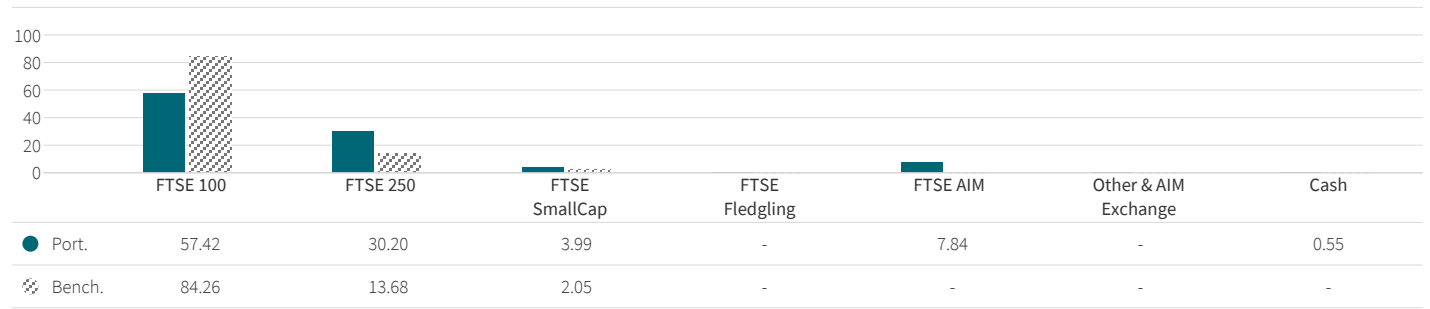 100
80
60
40
20
0
FTSE 100 FTSE 250 FTSE FTSE FTSE AIM Other & AIM Cash
SmallCap Fledgling Exchange
Port. 57.42 30.20 3.99 - 7.84 - 0.55
Bench. 84.26 13.68 2.05 - - - -